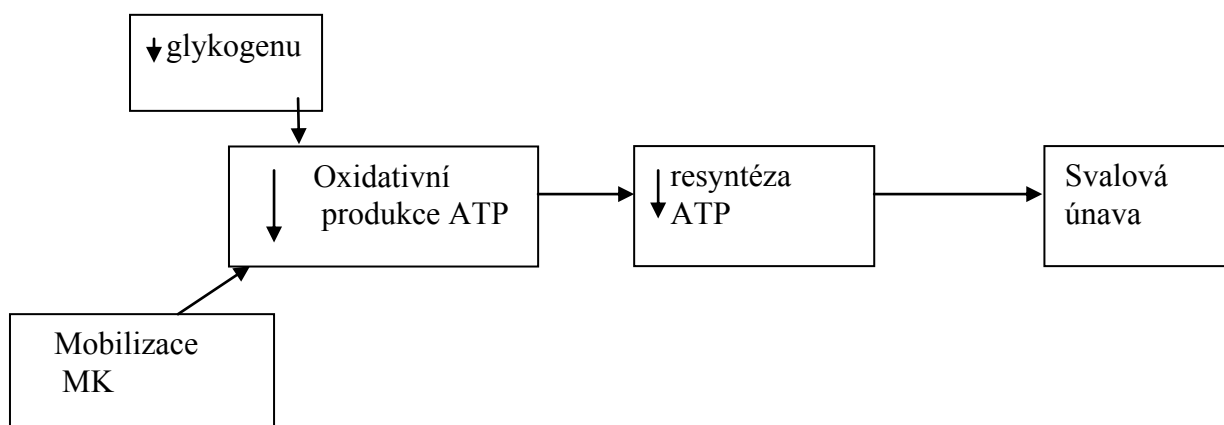 ↓ glykogenu
Oxidativní
produkce ATP
↓ resyntéza
ATP
Svalová
únava
Mobilizace
MK